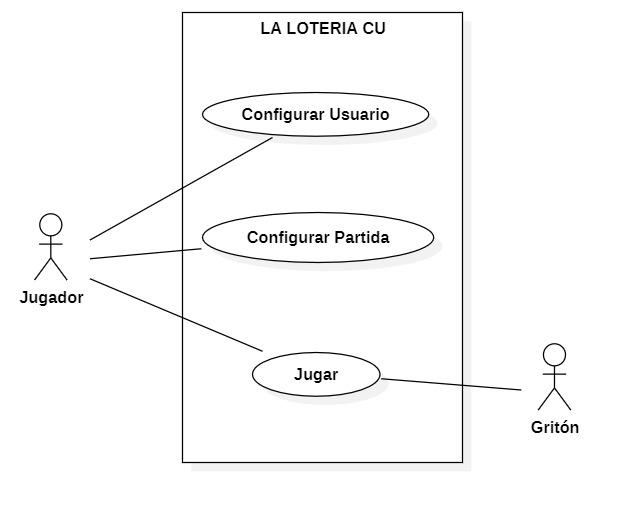 LA LOTERIA CU
Configurar Usuario
Configurar Partida
Jugador
Jugar
Gritón